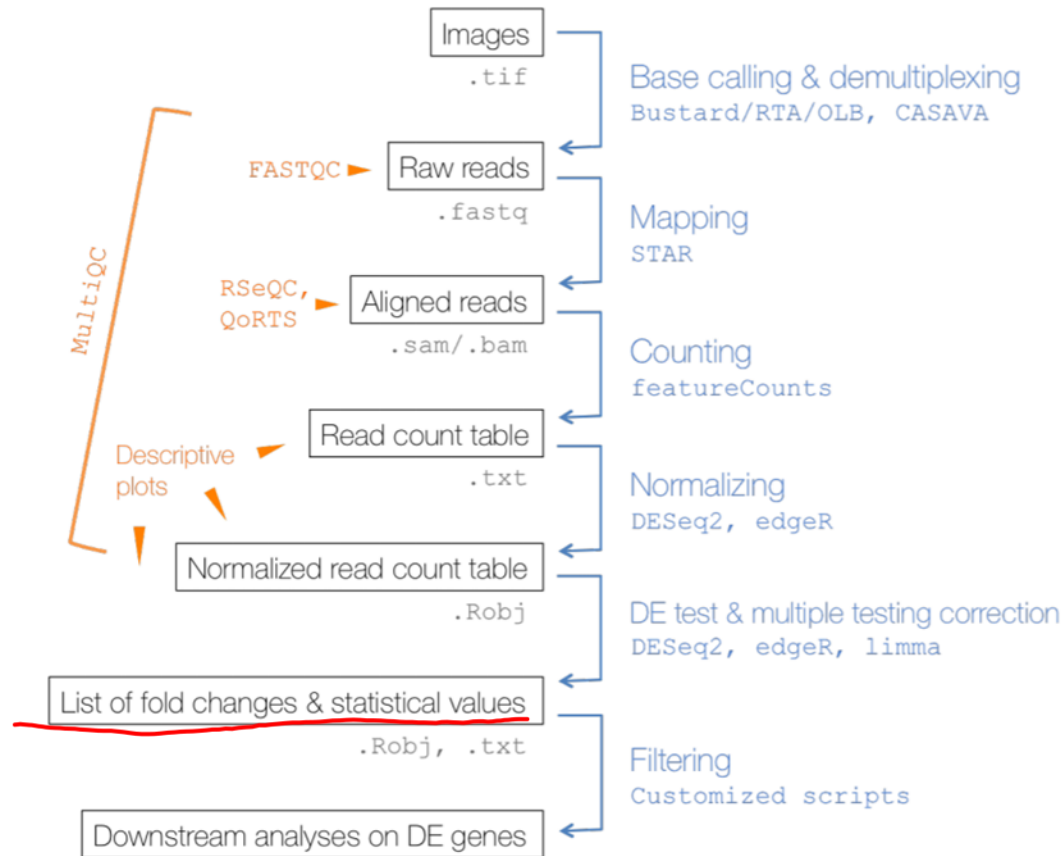 Images
.tif
Base calling & demultiplexing
Bustard/RTA/OLB, CASAVA
FASTQC
Raw reads
.fastq
Mapping
STAR
MultiQC
RSeQC,
QoRTS
Aligned reads
.sam/.bam
Counting
featureCounts
Read count table
.txt
Descriptive
plots
Normalizing
DESeq2, edgeR
Normalized read count table
.Robj
DE test & multiple testing correction
DESeq2, edgeR, limma
List of fold changes & statistical values
.Robj, .txt
Filtering
Customized scripts
Downstream analyses on DE genes